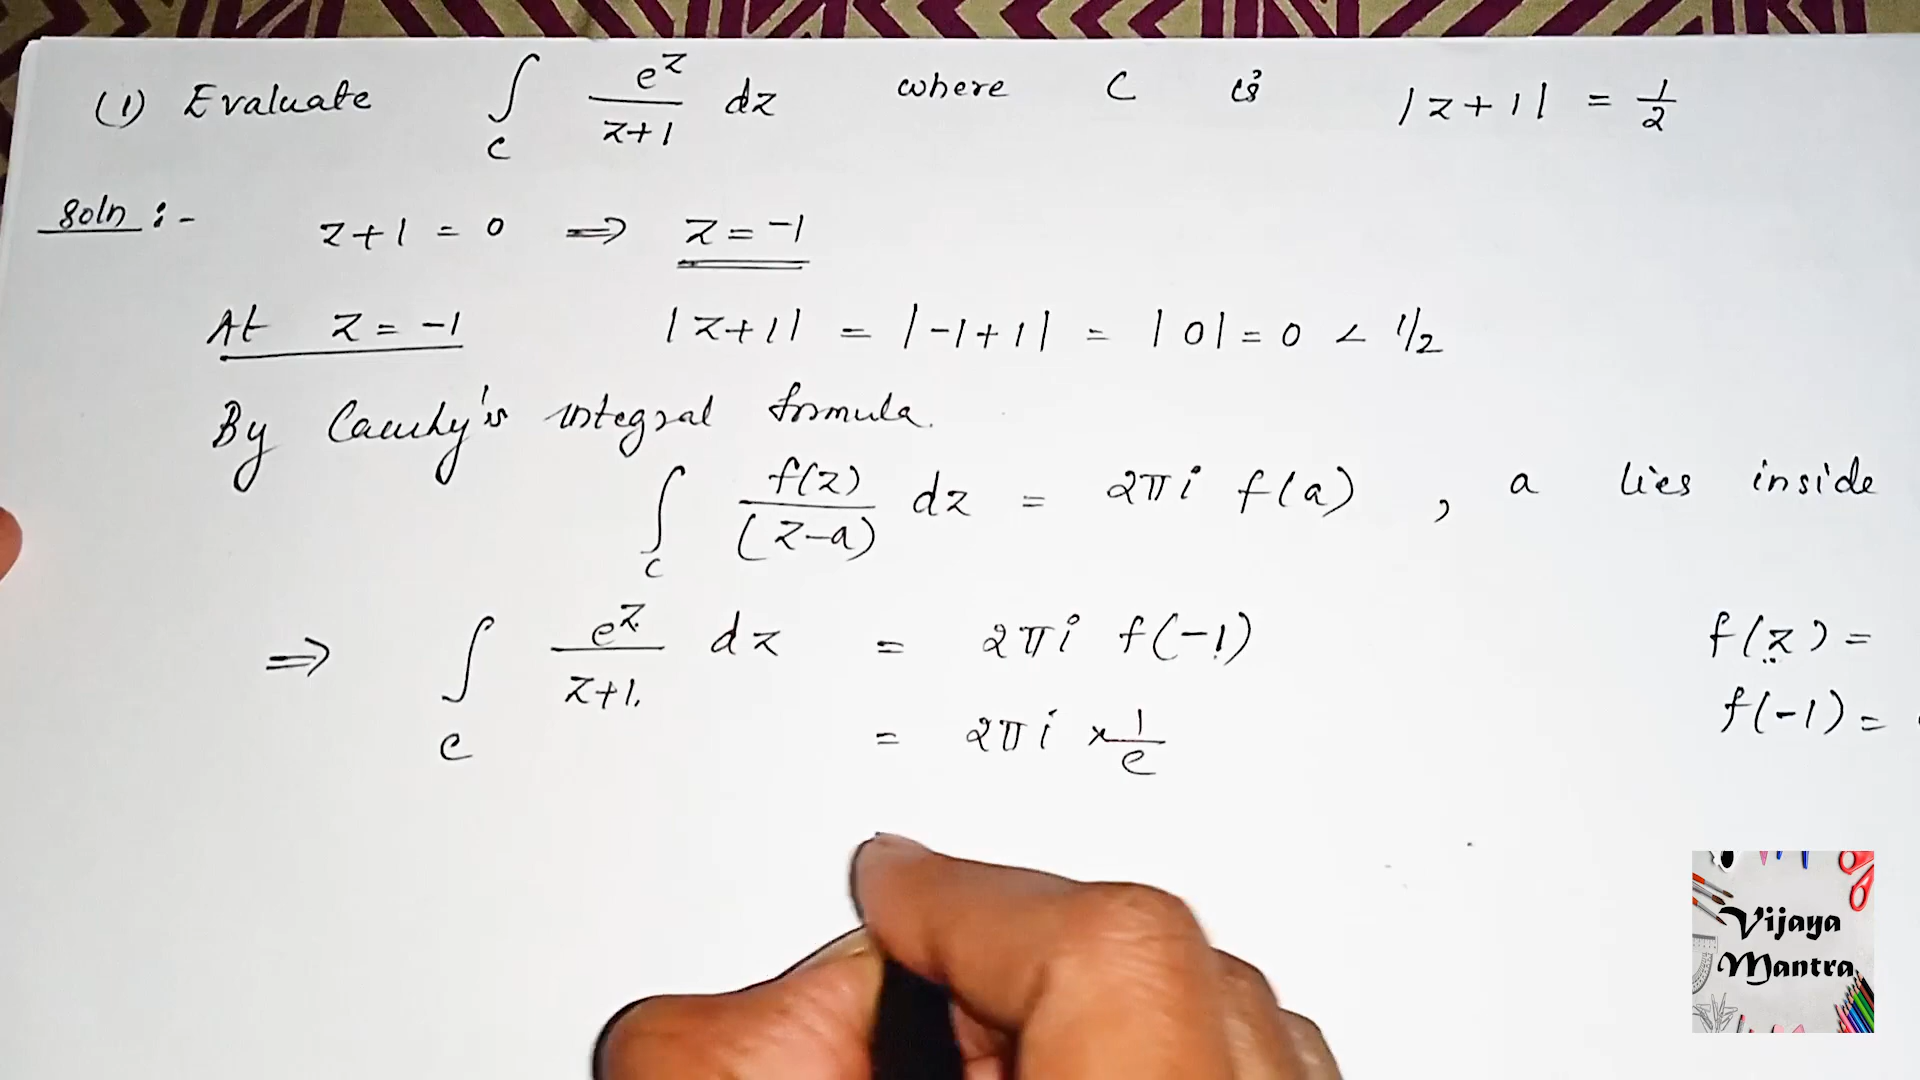 (1) Evaluate ∫_C e^z/(z+1) dz where C is |z+1| = 1/2
Soln :- z+1 = 0 ⇒ z = -1
At z = -1 |z+1| = |-1+1| = |0| = 0 < 1/2
By Cauchy's integral formula.
∫_C f(z)/(z-a) dz = 2πi f(a) , a lies inside
⇒ ∫_C e^z/(z+1) dz = 2πi f(-1) f(z) =
= 2πi × 1/e f(-1) =
Vijaya
Mantra